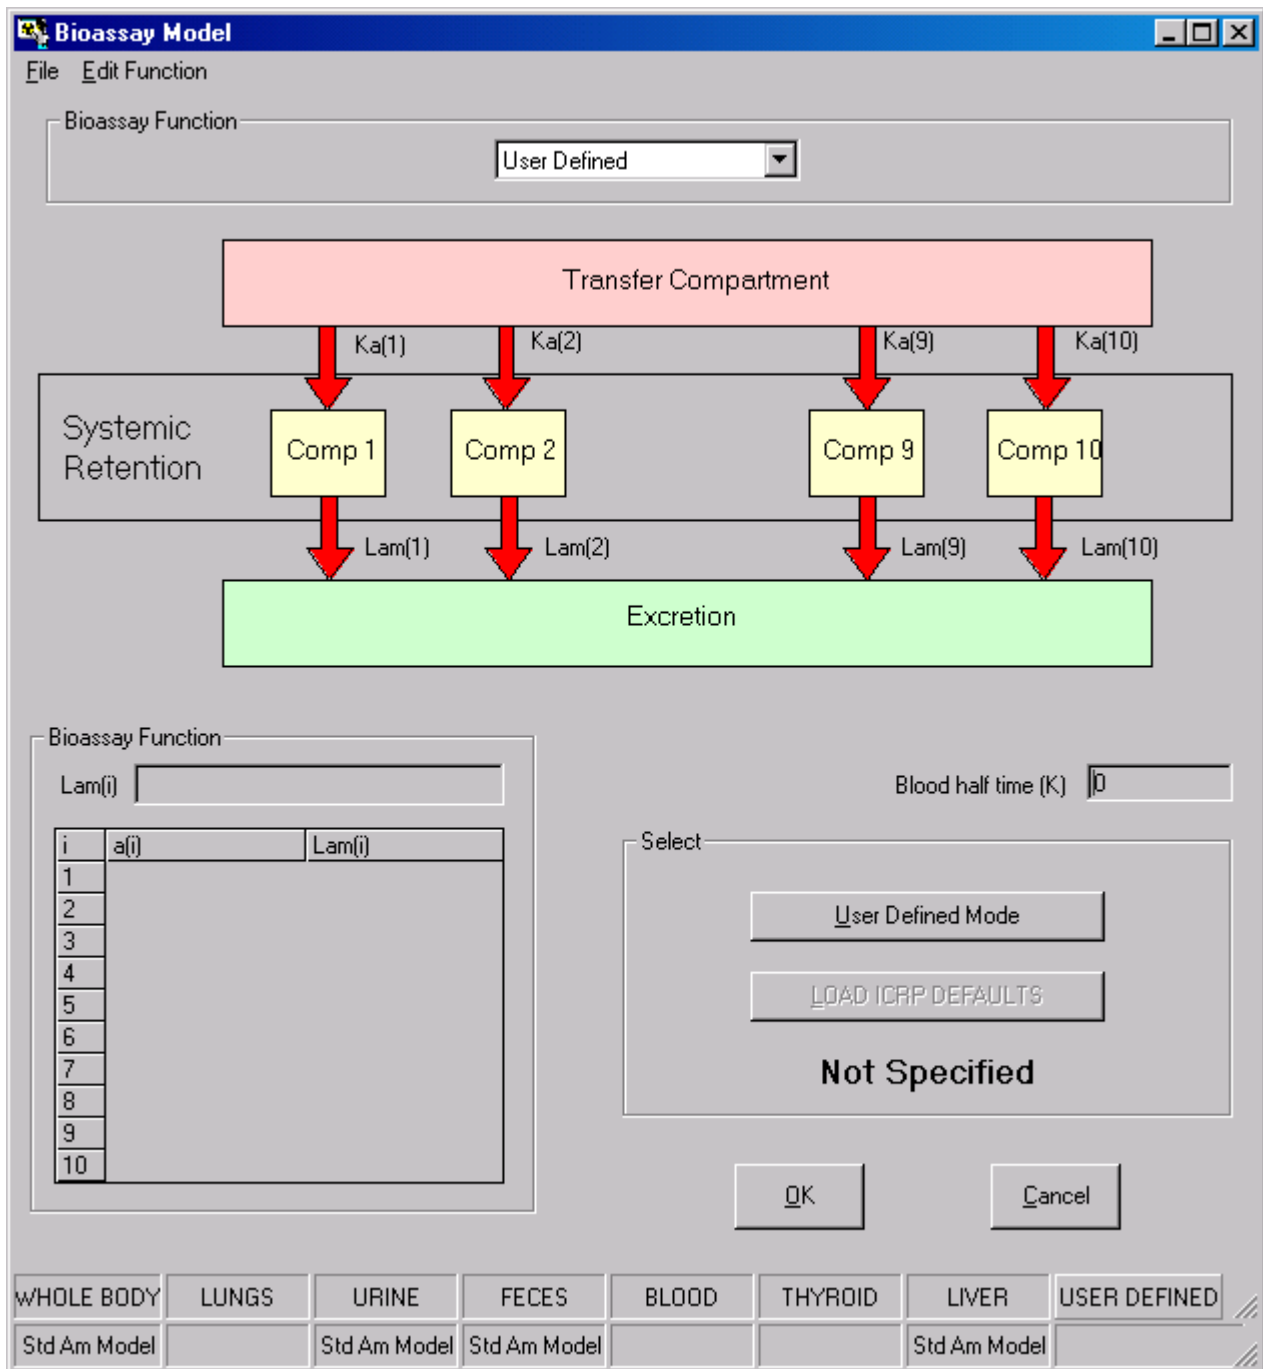 Bioassay Model
File Edit Function
Bioassay Function
User Defined
Transfer Compartment
Ka(1) Ka(2) Ka(9) Ka(10)
Systemic
Retention
Comp 1 Comp 2 Comp 9 Comp 10
Lam(1) Lam(2) Lam(9) Lam(10)
Excretion
Bioassay Function
Lam(i)
Blood half time (K) 0
i a(i) Lam(i)
1
2
3
4
5
6
7
8
9
10
Select
User Defined Mode
LOAD ICRP DEFAULTS
Not Specified
OK Cancel
WHOLE BODY LUNGS URINE FECES BLOOD THYROID LIVER USER DEFINED
Std Am Model Std Am Model Std Am Model Std Am Model